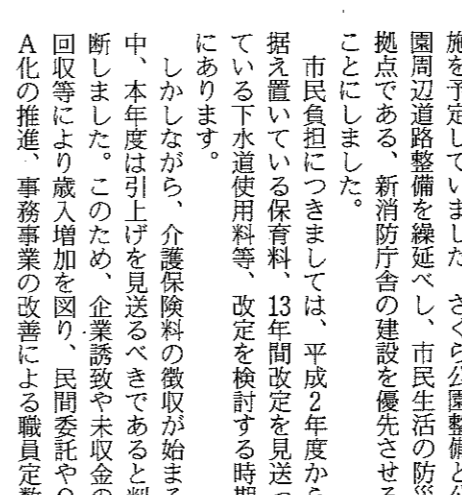 施を予定していました、さくら公園整備と公
園周辺道路整備を繰延べし、市民生活の防災
拠点である、新消防庁舎の建設を優先させる
ことにしました。
市民負担につきましては、平成2年度から
据え置いている保育料、13年間改定を見送っ
ている下水道使用料等、改定を検討する時期
にあります。
しかしながら、介護保険料の徴収が始まる
中、本年度は引上げを見送るべきであると判
断しました。このため、企業誘致や未収金の
回収等により歳入増加を図り、民間委託やO
A化の推進、事務事業の改善による職員定数